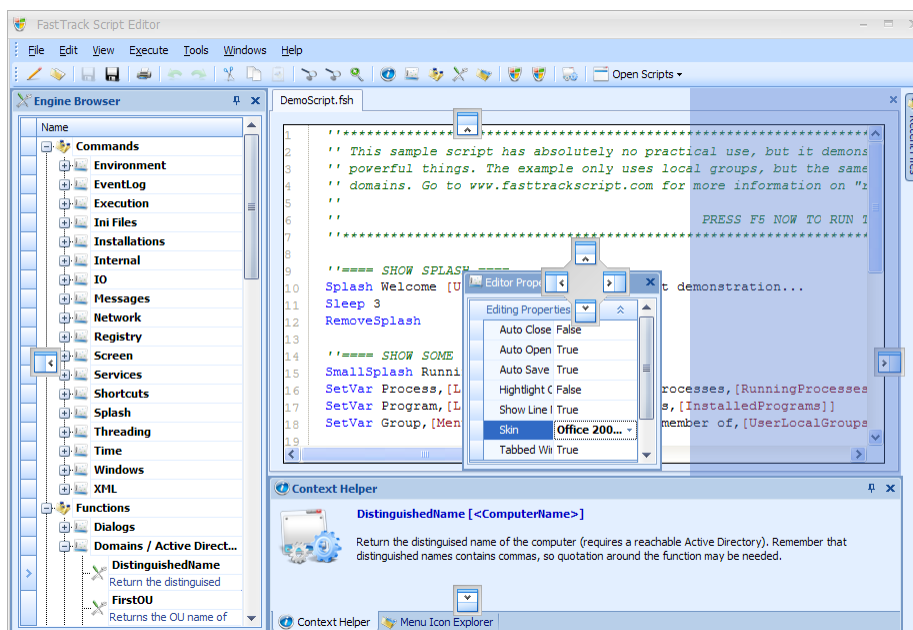 FastTrack Script Editor
File Edit View Execute Tools Windows Help
Open Scripts
Engine Browser
Name
Commands
Environment
EventLog
Execution
Ini Files
Installations
Internal
IO
Messages
Network
Registry
Screen
Services
Shortcuts
Splash
Threading
Time
Windows
XML
Functions
Dialogs
Domains / Active Direct...
DistinguishedName
Return the distinguised
FirstOU
Returns the OU name of
DemoScript.fsh
1 ''*********************************************************************
2 '' This sample script has absolutely no practical use, but it demons
3 '' powerful things. The example only uses local groups, but the same
4 '' domains. Go to www.fasttrackscript.com for more information on "r
5 ''
6 '' PRESS F5 NOW TO RUN T
7 ''*********************************************************************
8
9 ''==== SHOW SPLASH ====
10 Splash Welcome [U t demonstration...
11 Sleep 3
12 RemoveSplash
13
14 ''==== SHOW SOME
15 SmallSplash Runni
16 SetVar Process,[L rocesses,[RunningProcesses
17 SetVar Program,[L s,[InstalledPrograms]]
18 SetVar Group,[Men member of,[UserLocalGroups
19
Editor Prope
Editing Properties
Auto Close False
Auto Open True
Auto Save True
Hightlight C False
Show Line I True
Skin Office 200...
Tabbed Wi True
Context Helper
DistinguishedName [<ComputerName>]
Return the distinguised name of the computer (requires a reachable Active Directory). Remember that
distinguished names contains commas, so quotation around the function may be needed.
Context Helper Menu Icon Explorer